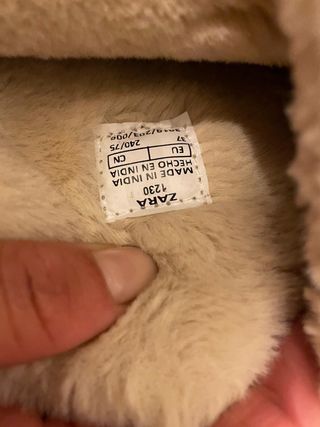 ZARA
1230
MADE IN INDIA
HECHO EN INDIA
EU CN
37 240/75